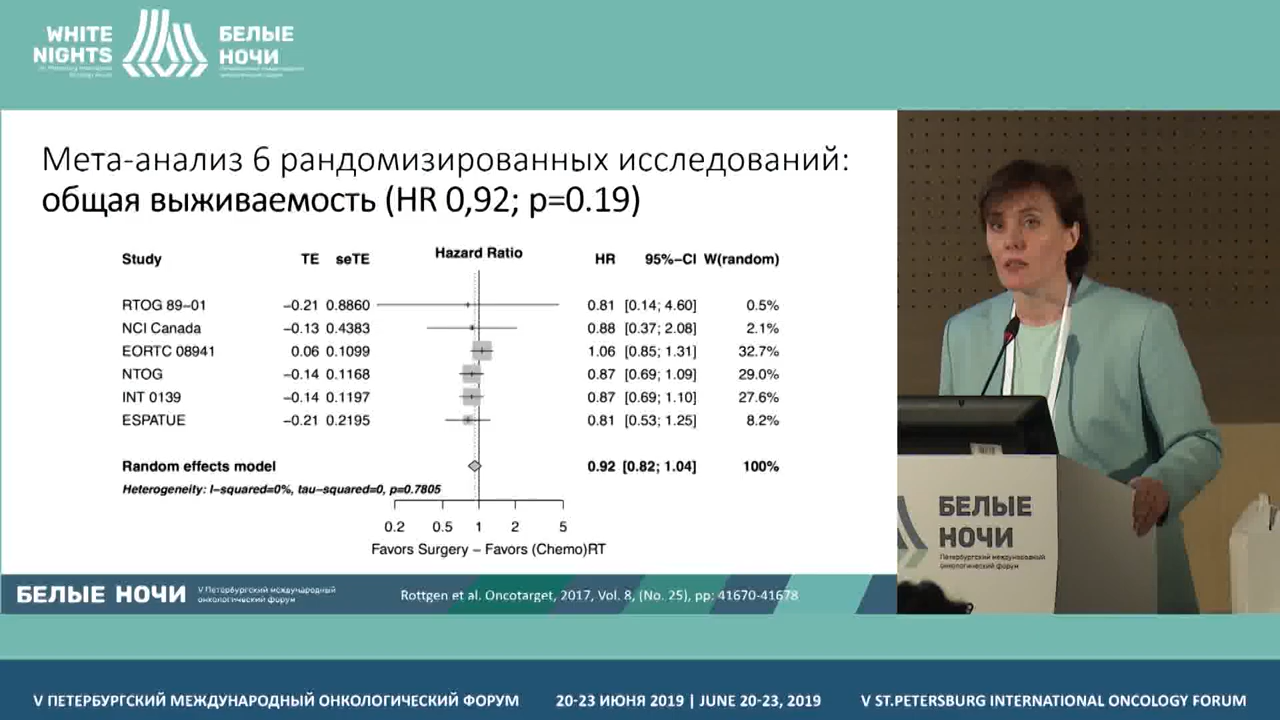 WHITE
NIGHTS
БЕЛЫЕ
НОЧИ
Мета-анализ 6 рандомизированных исследований:
общая выживаемость (HR 0,92; p=0.19)
Study TE seTE Hazard Ratio HR 95%−CI W(random)
RTOG 89−01 −0.21 0.8860 0.81 [0.14; 4.60] 0.5%
NCI Canada −0.13 0.4383 0.88 [0.37; 2.08] 2.1%
EORTC 08941 0.06 0.1099 1.06 [0.85; 1.31] 32.7%
NTOG −0.14 0.1168 0.87 [0.69; 1.09] 29.0%
INT 0139 −0.14 0.1197 0.87 [0.69; 1.10] 27.6%
ESPATUE −0.21 0.2195 0.81 [0.53; 1.25] 8.2%
Random effects model 0.92 [0.82; 1.04] 100%
Heterogeneity: I−squared=0%, tau−squared=0, p=0.7805
0.2 0.5 1 2 5
Favors Surgery − Favors (Chemo)RT
БЕЛЫЕ НОЧИ
V Петербургский международный
онкологический форум
Rottgen et al. Oncotarget, 2017, Vol. 8, (No. 25), pp: 41670-41678
БЕЛЫЕ
НОЧИ
Петербургский международный
онкологический форум
V ПЕТЕРБУРГСКИЙ МЕЖДУНАРОДНЫЙ ОНКОЛОГИЧЕСКИЙ ФОРУМ 20-23 ИЮНЯ 2019 | JUNE 20-23, 2019 V ST.PETERSBURG INTERNATIONAL ONCOLOGY FORUM